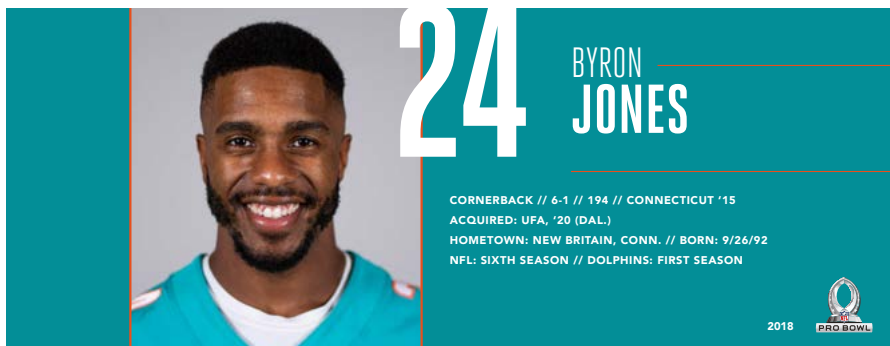 24
BYRON
JONES
CORNERBACK // 6-1 // 194 // CONNECTICUT ’15
ACQUIRED: UFA, ’20 (DAL.)
HOMETOWN: NEW BRITAIN, CONN. // BORN: 9/26/92
NFL: SIXTH SEASON // DOLPHINS: FIRST SEASON
2018
NFL
PRO BOWL